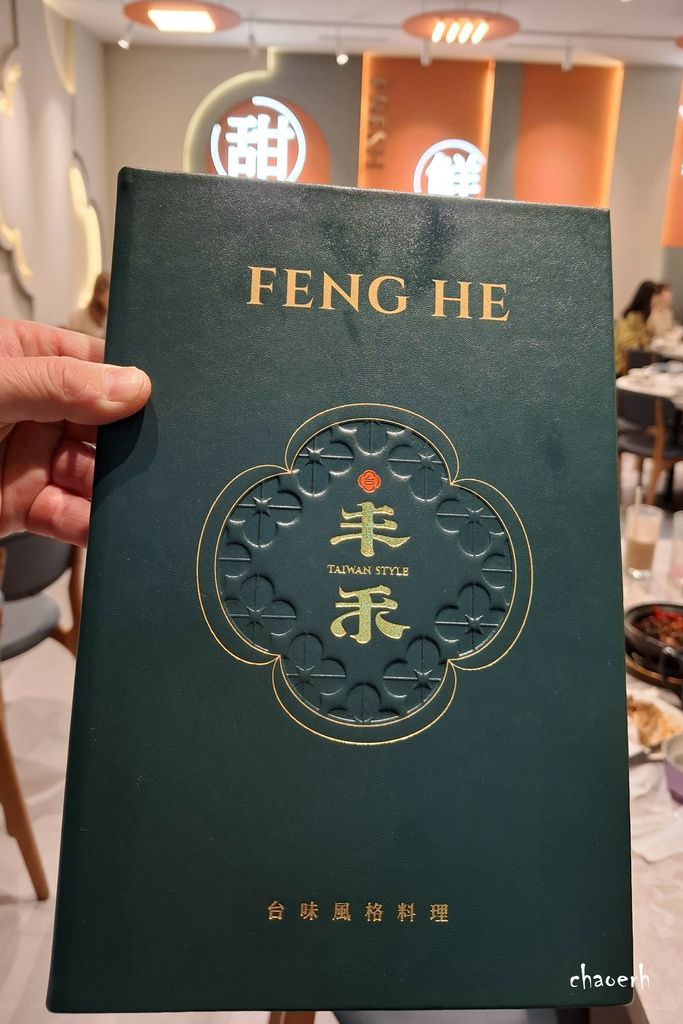 甜
鮮
FRESH
FENG HE
台
丰
TAIWAN STYLE
禾
台味風格料理
chaoerh